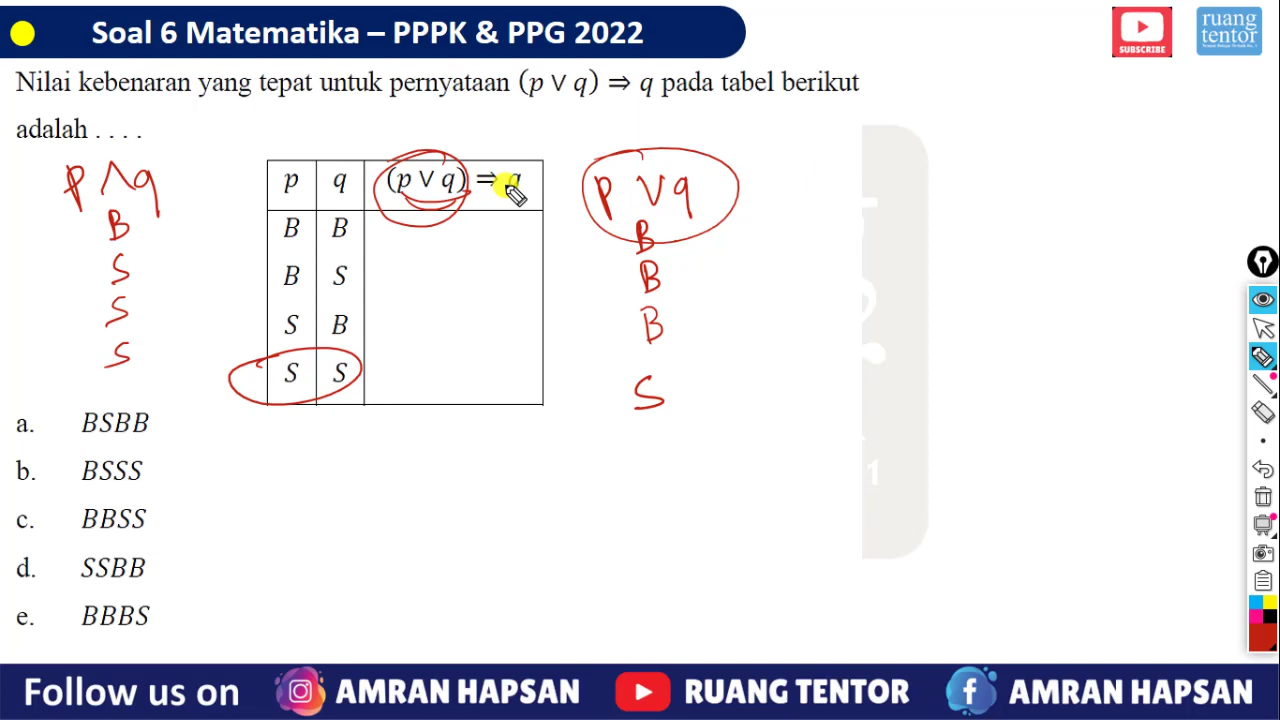 Soal 6 Matematika – PPPK & PPG 2022
SUBSCRIBE
ruang
tentor
Nilai kebenaran yang tepat untuk pernyataan (p ∨ q) ⇒ q pada tabel berikut
adalah . . . .
p ∧ q
B
S
S
S
p q (p ∨ q) ⇒ q
B B
B S
S B
S S
p ∨ q
B
B
B
S
a. BSBB
b. BSSS
c. BBSS
d. SSBB
e. BBBS
1
Follow us on AMRAN HAPSAN RUANG TENTOR AMRAN HAPSAN